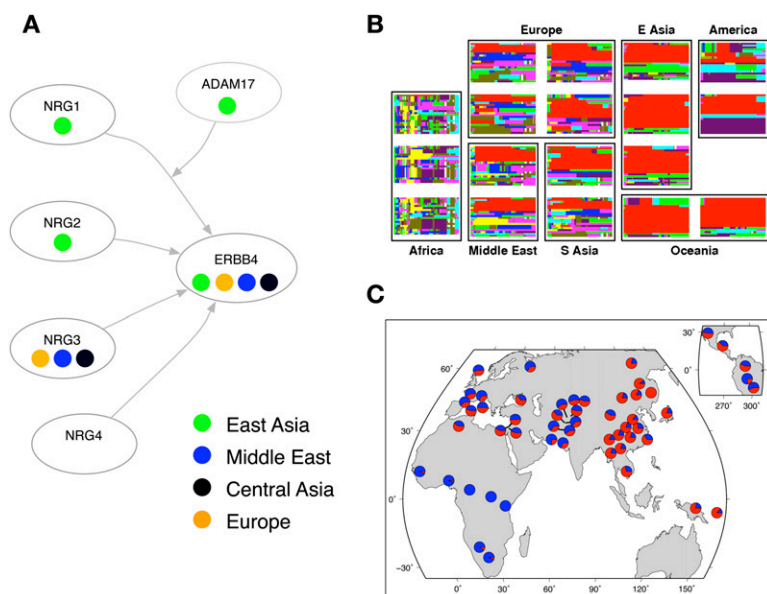 A
NRG1
ADAM17
NRG2
ERBB4
NRG3
NRG4
East Asia
Middle East
Central Asia
Europe
B
Europe
E Asia
America
Africa
Middle East
S Asia
Oceania
C
60˚
30˚
0˚
−30˚
0˚
30˚
60˚
90˚
120˚
150˚
30˚
0˚
270˚
300˚